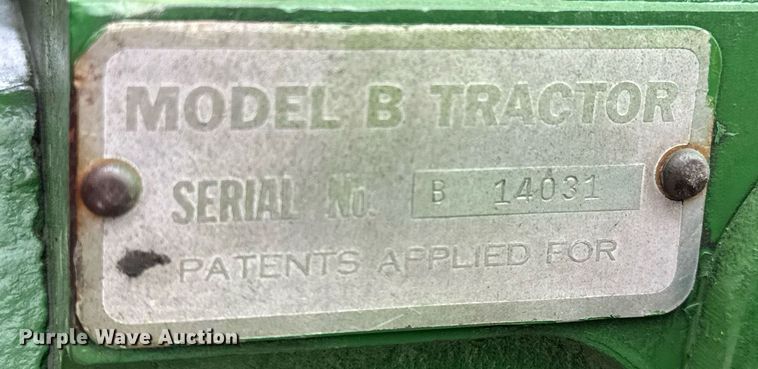 MODEL B TRACTOR
SERIAL No. B 14031
PATENTS APPLIED FOR
Purple Wave Auction